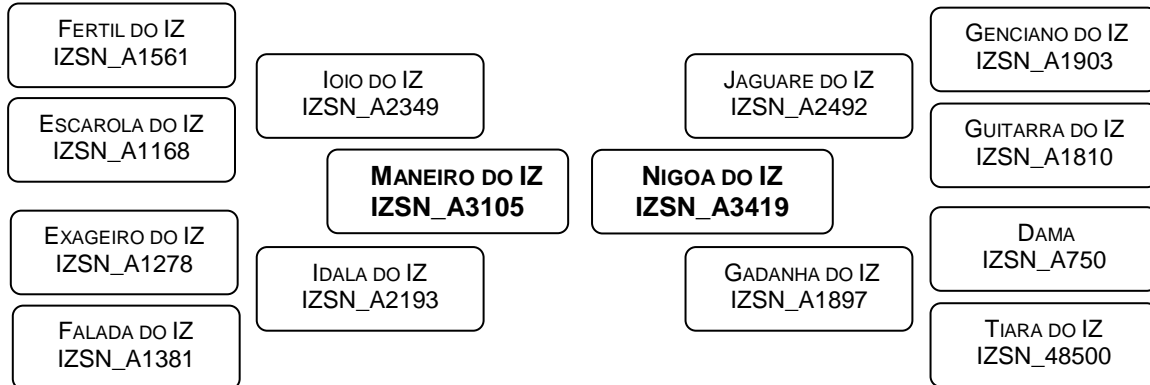 FERTIL DO IZ
IZSN_A1561
ESCAROLA DO IZ
IZSN_A1168
EXAGEIRO DO IZ
IZSN_A1278
FALADA DO IZ
IZSN_A1381
IOIO DO IZ
IZSN_A2349
IDALA DO IZ
IZSN_A2193
MANEIRO DO IZ
IZSN_A3105
NIGOA DO IZ
IZSN_A3419
JAGUARE DO IZ
IZSN_A2492
GADANHA DO IZ
IZSN_A1897
GENCIANO DO IZ
IZSN_A1903
GUITARRA DO IZ
IZSN_A1810
DAMA
IZSN_A750
TIARA DO IZ
IZSN_48500